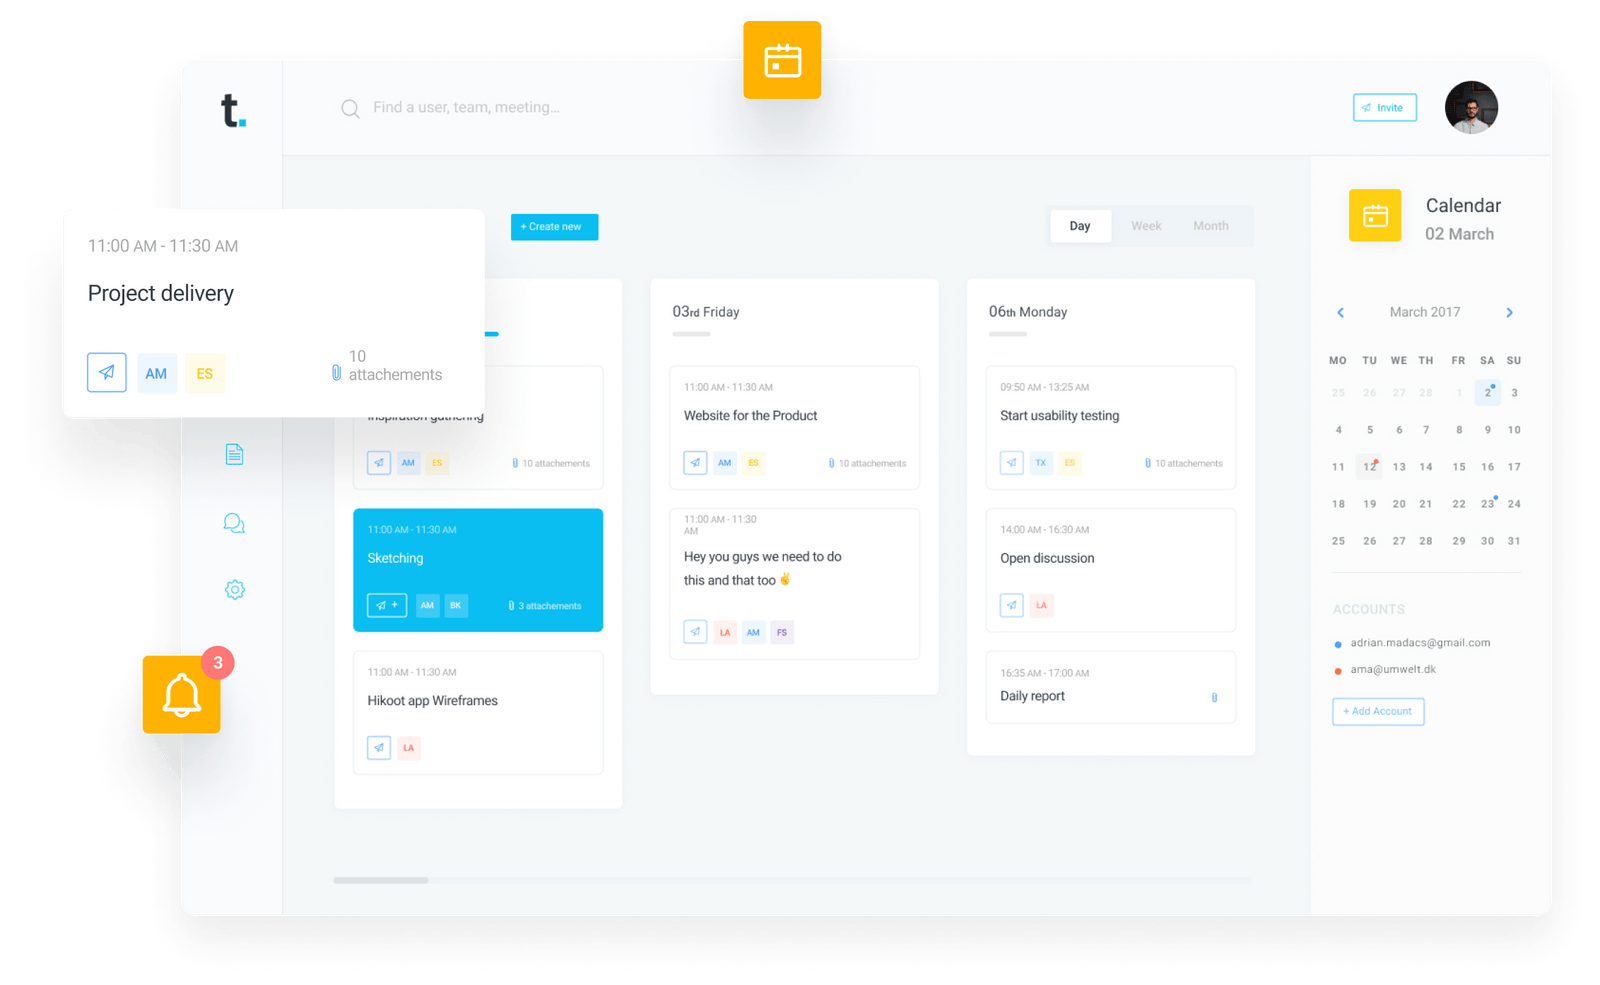 t.
Find a user, team, meeting...
Invite
11:00 AM - 11:30 AM
Project delivery
AM ES
10
attachements
+ Create new
Day Week Month
AM ES 10 attachements
11:00 AM - 11:30 AM
Sketching
+ AM BK 3 attachements
11:00 AM - 11:30 AM
Hikoot app Wireframes
LA
03rd Friday
11:00 AM - 11:30 AM
Website for the Product
AM ES 10 attachements
11:00 AM - 11:30
AM
Hey you guys we need to do
this and that too ✌
LA AM FS
06th Monday
09:50 AM - 13:25 AM
Start usability testing
TX ES 10 attachements
14:00 AM - 16:30 AM
Open discussion
LA
16:35 AM - 17:00 AM
Daily report
3
Calendar
02 March
March 2017
MO TU WE TH FR SA SU
25 26 27 28 1 2 3
4 5 6 7 8 9 10
11 12 13 14 15 16 17
18 19 20 21 22 23 24
25 26 27 28 29 30 31
ACCOUNTS
adrian.madacs@gmail.com
ama@umwelt.dk
+ Add Account